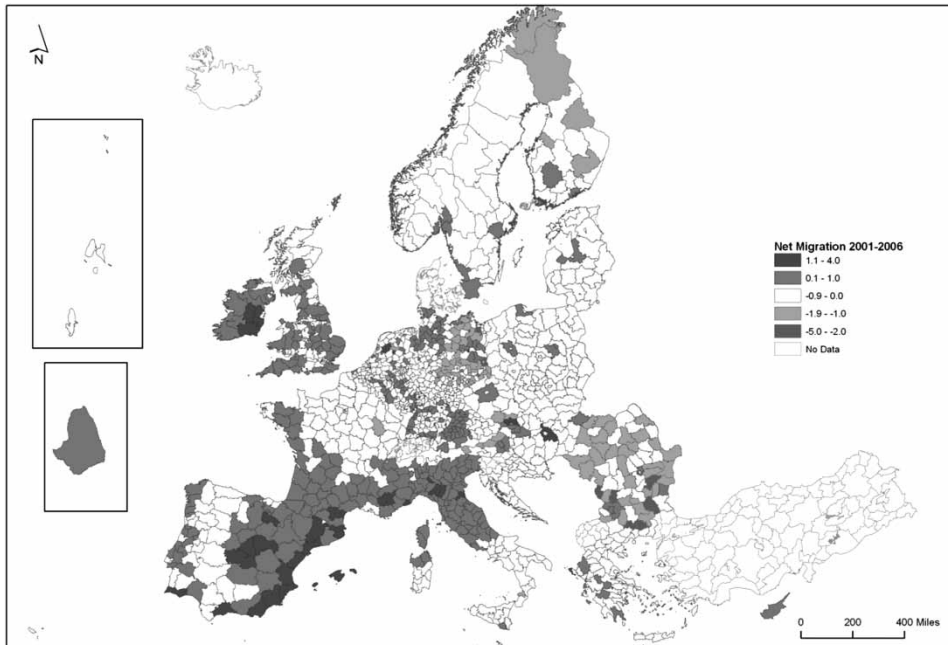 N
Net Migration 2001-2006
1.1 - 4.0
0.1 - 1.0
-0.9 - 0.0
-1.9 - -1.0
-5.0 - -2.0
No Data
0 200 400 Miles